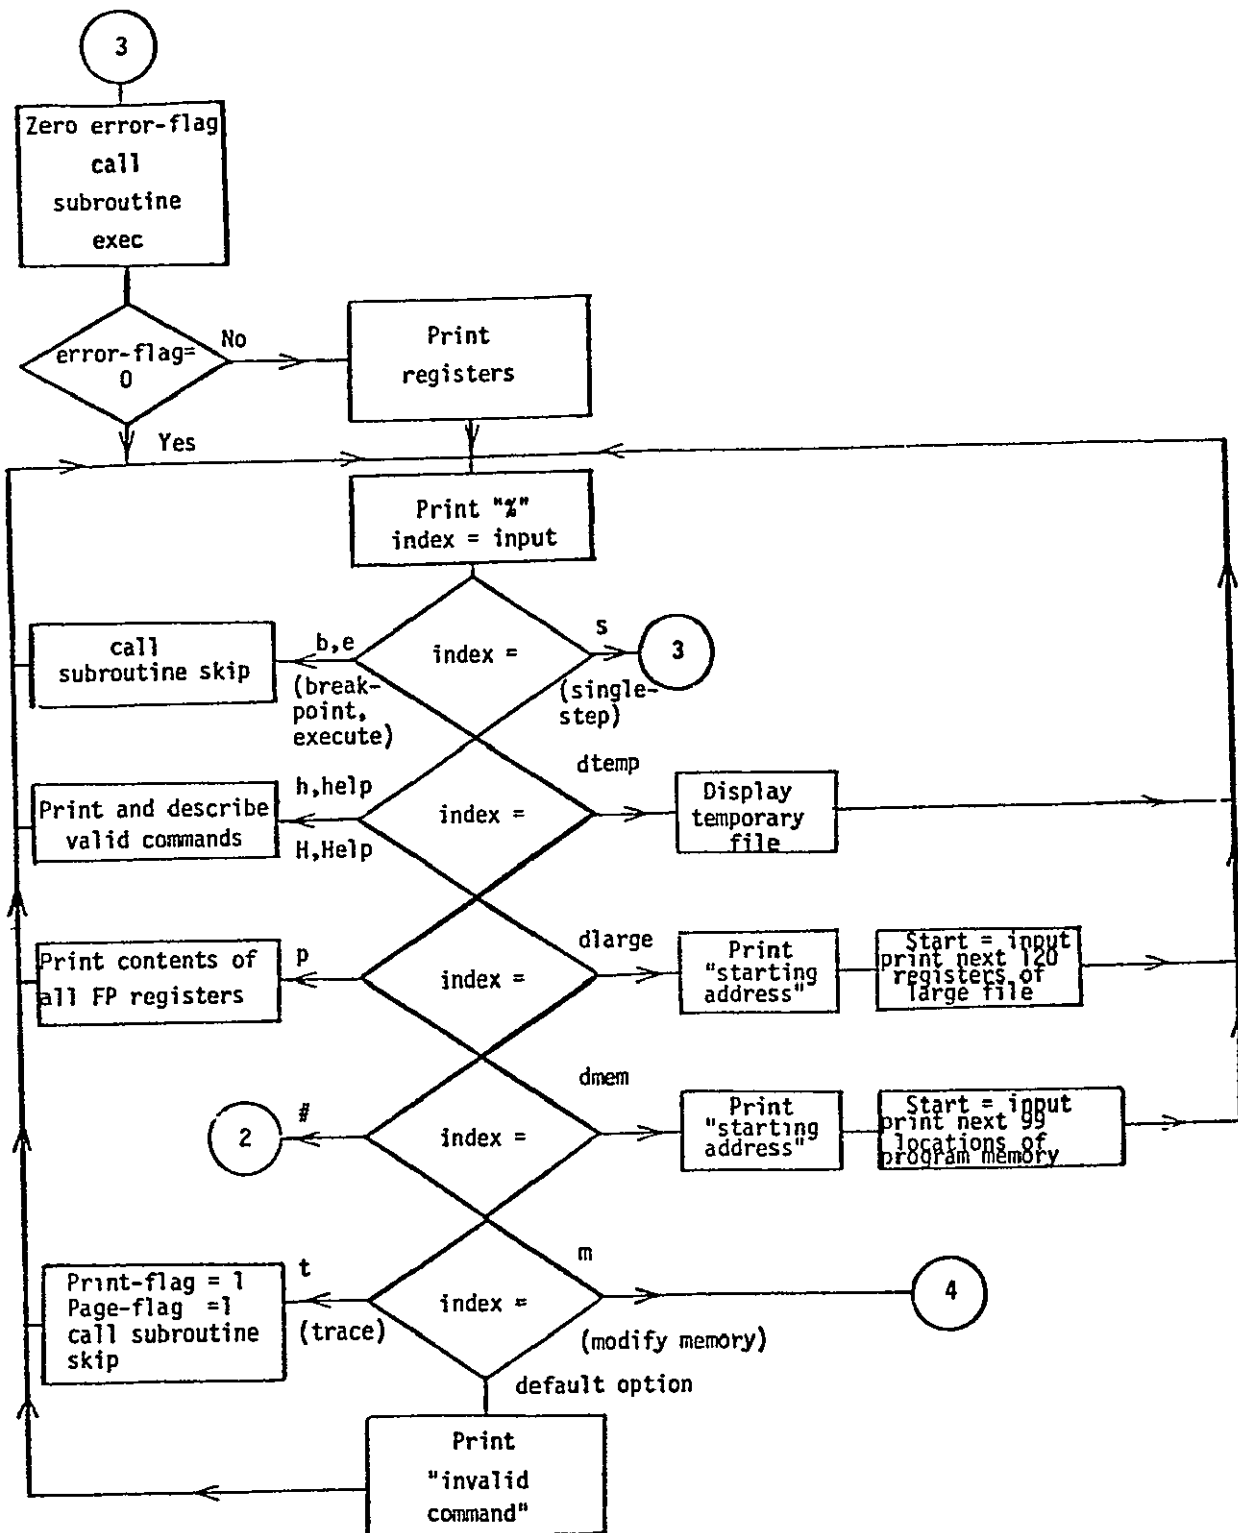 3
Zero error-flag
call
subroutine
exec
error-flag=
0
No
Yes
Print
registers
Print "%"
index = input
call
subroutine skip
b,e
(break-
point,
execute)
index =
s
(single-
step)
3
Print and describe
valid commands
h,help
H,Help
index =
dtemp
Display
temporary
file
Print contents of
all FP registers
p
index =
dlarge
Print
"starting
address"
Start = input
print next 120
registers of
large file
2
#
index =
dmem
Print
"starting
address"
Start = input
print next 99
locations of
program memory
Print-flag = 1
Page-flag =1
call subroutine
skip
t
(trace)
index =
m
(modify memory)
4
default option
Print
"invalid
command"